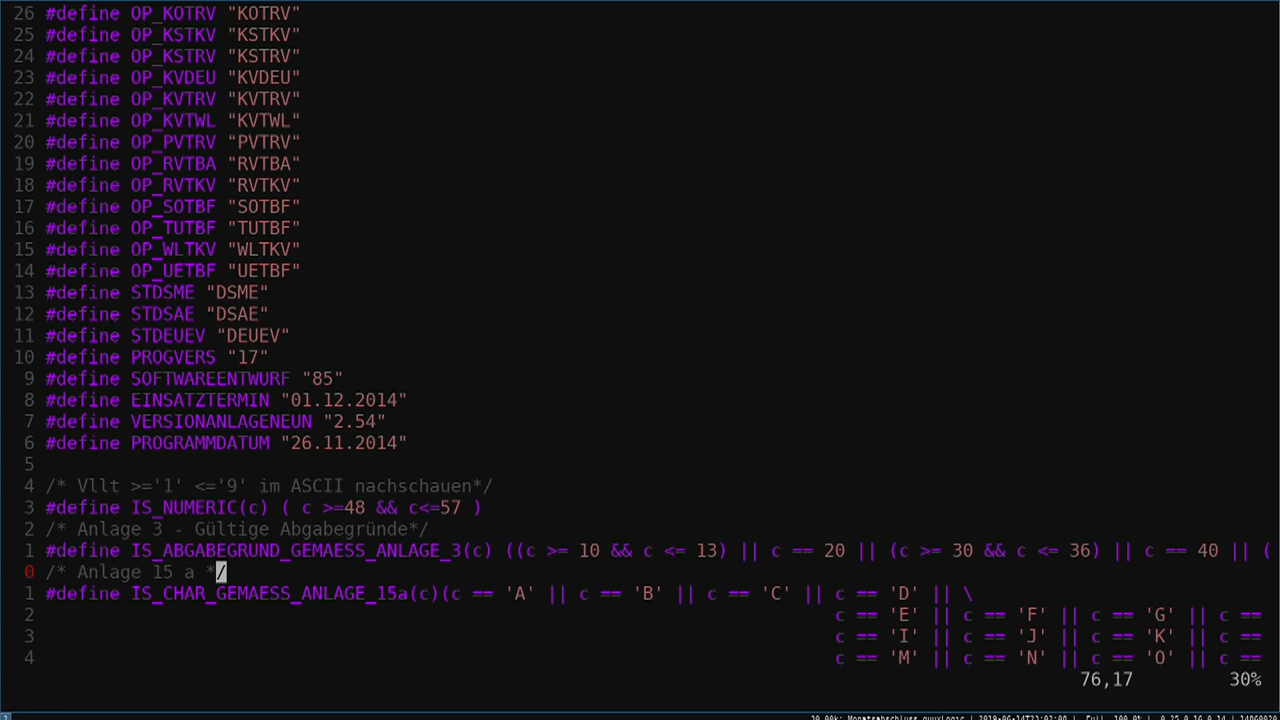 26 #define OP_KOTRV "KOTRV"
25 #define OP_KSTKV "KSTKV"
24 #define OP_KSTRV "KSTRV"
23 #define OP_KVDEU "KVDEU"
22 #define OP_KVTRV "KVTRV"
21 #define OP_KVTWL "KVTWL"
20 #define OP_PVTRV "PVTRV"
19 #define OP_RVTBA "RVTBA"
18 #define OP_RVTKV "RVTKV"
17 #define OP_SOTBF "SOTBF"
16 #define OP_TUTBF "TUTBF"
15 #define OP_WLTKV "WLTKV"
14 #define OP_UETBF "UETBF"
13 #define STDSME "DSME"
12 #define STDSAE "DSAE"
11 #define STDEUEV "DEUEV"
10 #define PROGVERS "17"
9 #define SOFTWAREENTWURF "85"
8 #define EINSATZTERMIN "01.12.2014"
7 #define VERSIONANLAGENEUN "2.54"
6 #define PROGRAMMDATUM "26.11.2014"
5
4 /* Vllt >='1' <='9' im ASCII nachschauen*/
3 #define IS_NUMERIC(c) ( c >=48 && c<=57 )
2 /* Anlage 3 - Gültige Abgabegründe*/
1 #define IS_ABGABEGRUND_GEMAESS_ANLAGE_3(c) ((c >= 10 && c <= 13) || c == 20 || (c >= 30 && c <= 36) || c == 40 || (
0 /* Anlage 15 a */
1 #define IS_CHAR_GEMAESS_ANLAGE_15a(c)(c == 'A' || c == 'B' || c == 'C' || c == 'D' || \
2 c == 'E' || c == 'F' || c == 'G' || c ==
3 c == 'I' || c == 'J' || c == 'K' || c ==
4 c == 'M' || c == 'N' || c == 'O' || c ==
76,17 30%